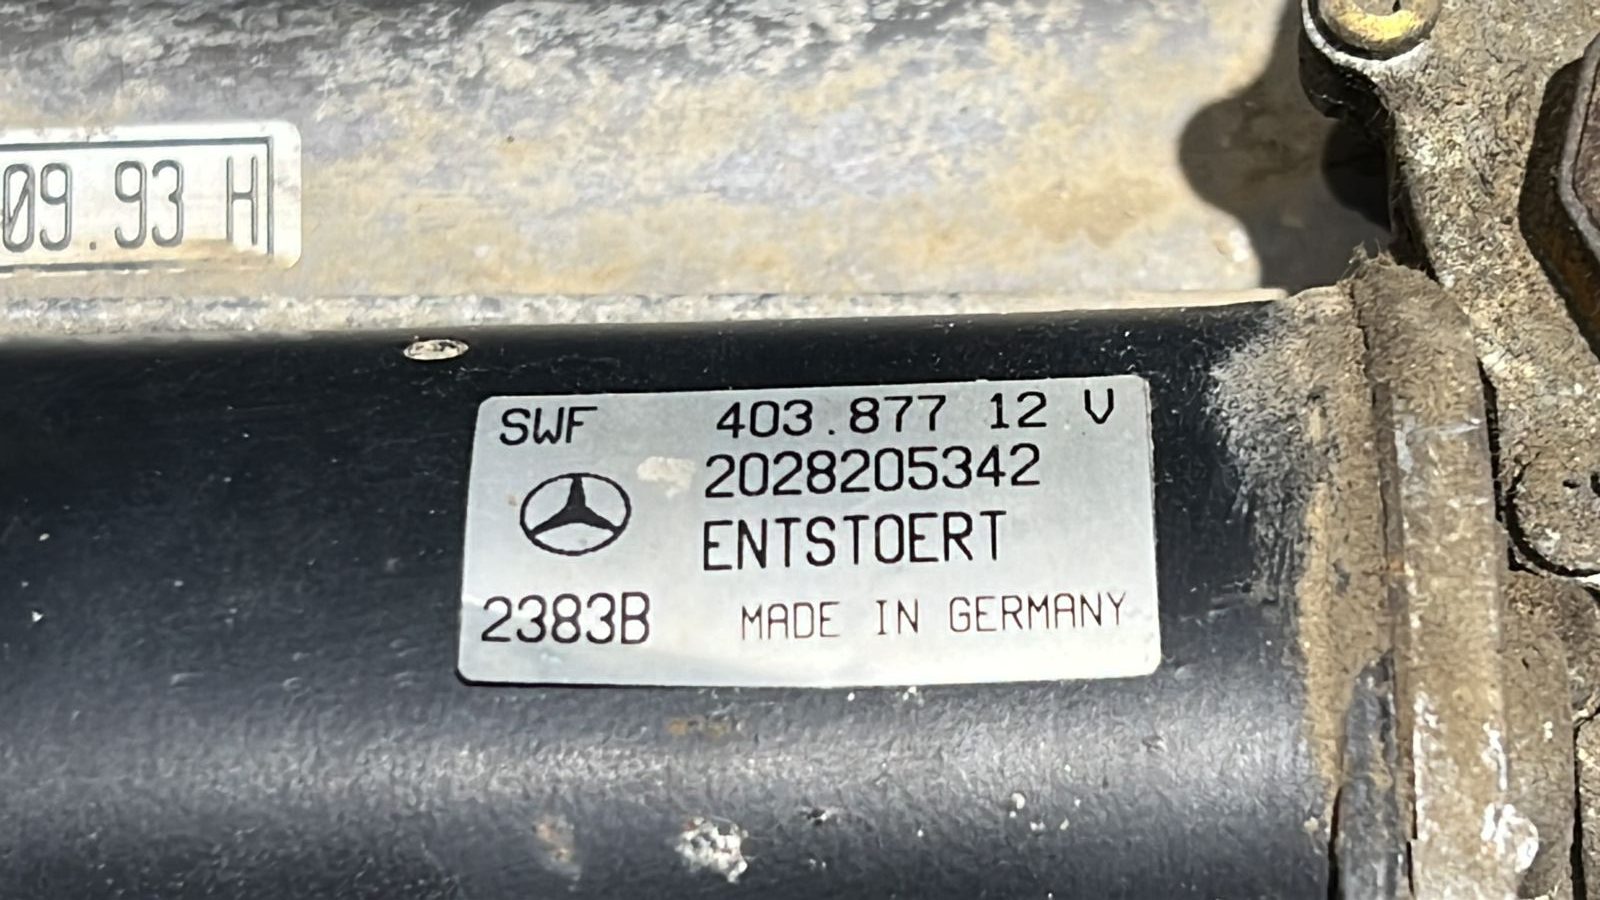 09.93 H
SWF 403.877 12 V
2028205342
ENTSTOERT
2383B MADE IN GERMANY